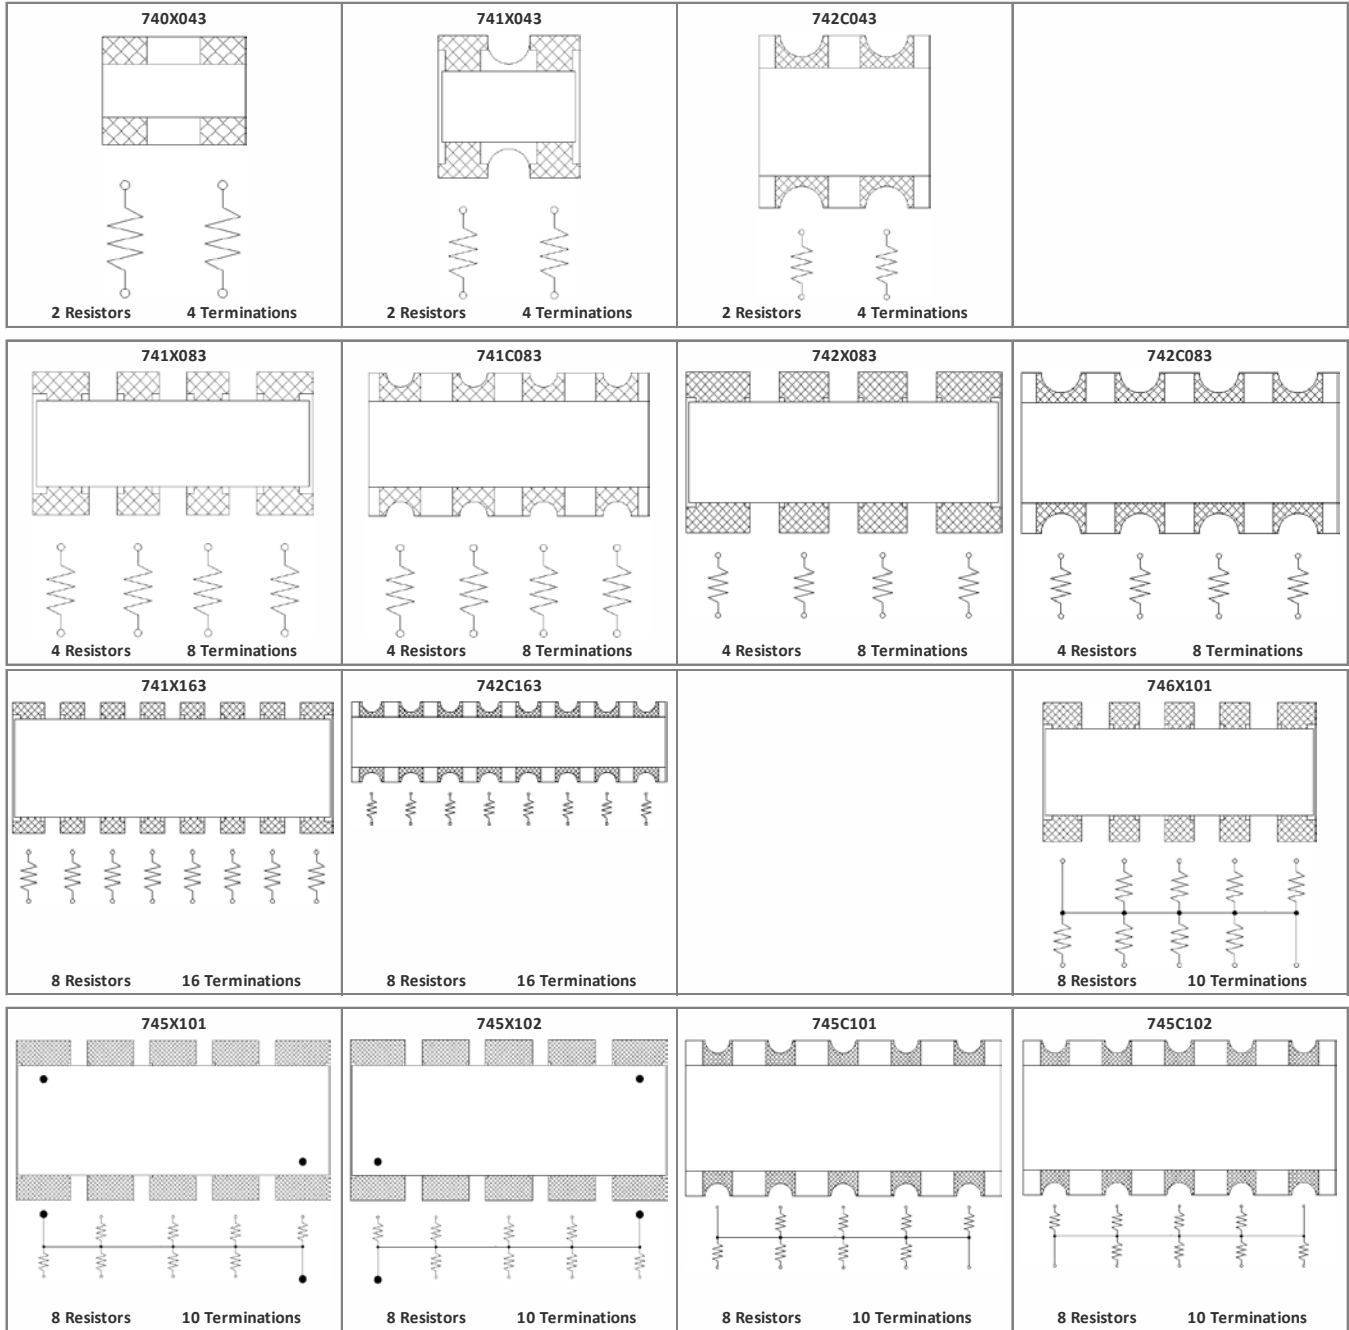 740X043 741X043 742C043
2 Resistors 4 Terminations 2 Resistors 4 Terminations 2 Resistors 4 Terminations
741X083 741C083 742X083 742C083
4 Resistors 8 Terminations 4 Resistors 8 Terminations 4 Resistors 8 Terminations 4 Resistors 8 Terminations
741X163 742C163 746X101
8 Resistors 16 Terminations 8 Resistors 16 Terminations 8 Resistors 10 Terminations
745X101 745X102 745C101 745C102
8 Resistors 10 Terminations 8 Resistors 10 Terminations 8 Resistors 10 Terminations 8 Resistors 10 Terminations